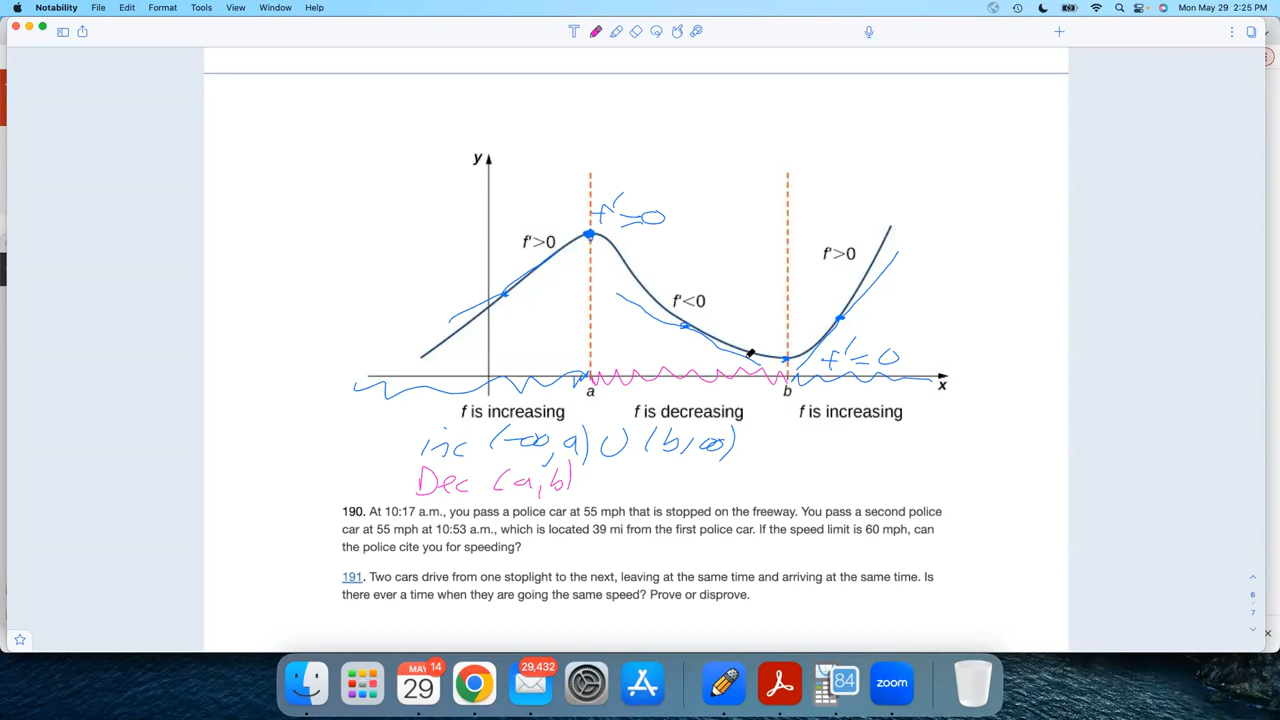 Notability File Edit Format Tools View Window Help Mon May 29 2:25 PM
y
f'=0
f'>0
f'>0
f'<0
f'=0
a b x
f is increasing f is decreasing f is increasing
inc (-∞, a) ∪ (b, ∞)
Dec (a, b)
190. At 10:17 a.m., you pass a police car at 55 mph that is stopped on the freeway. You pass a second police
car at 55 mph at 10:53 a.m., which is located 39 mi from the first police car. If the speed limit is 60 mph, can
the police cite you for speeding?
191. Two cars drive from one stoplight to the next, leaving at the same time and arriving at the same time. Is
there ever a time when they are going the same speed? Prove or disprove.
6
7
MAY 14 29,432
29 84 zoom